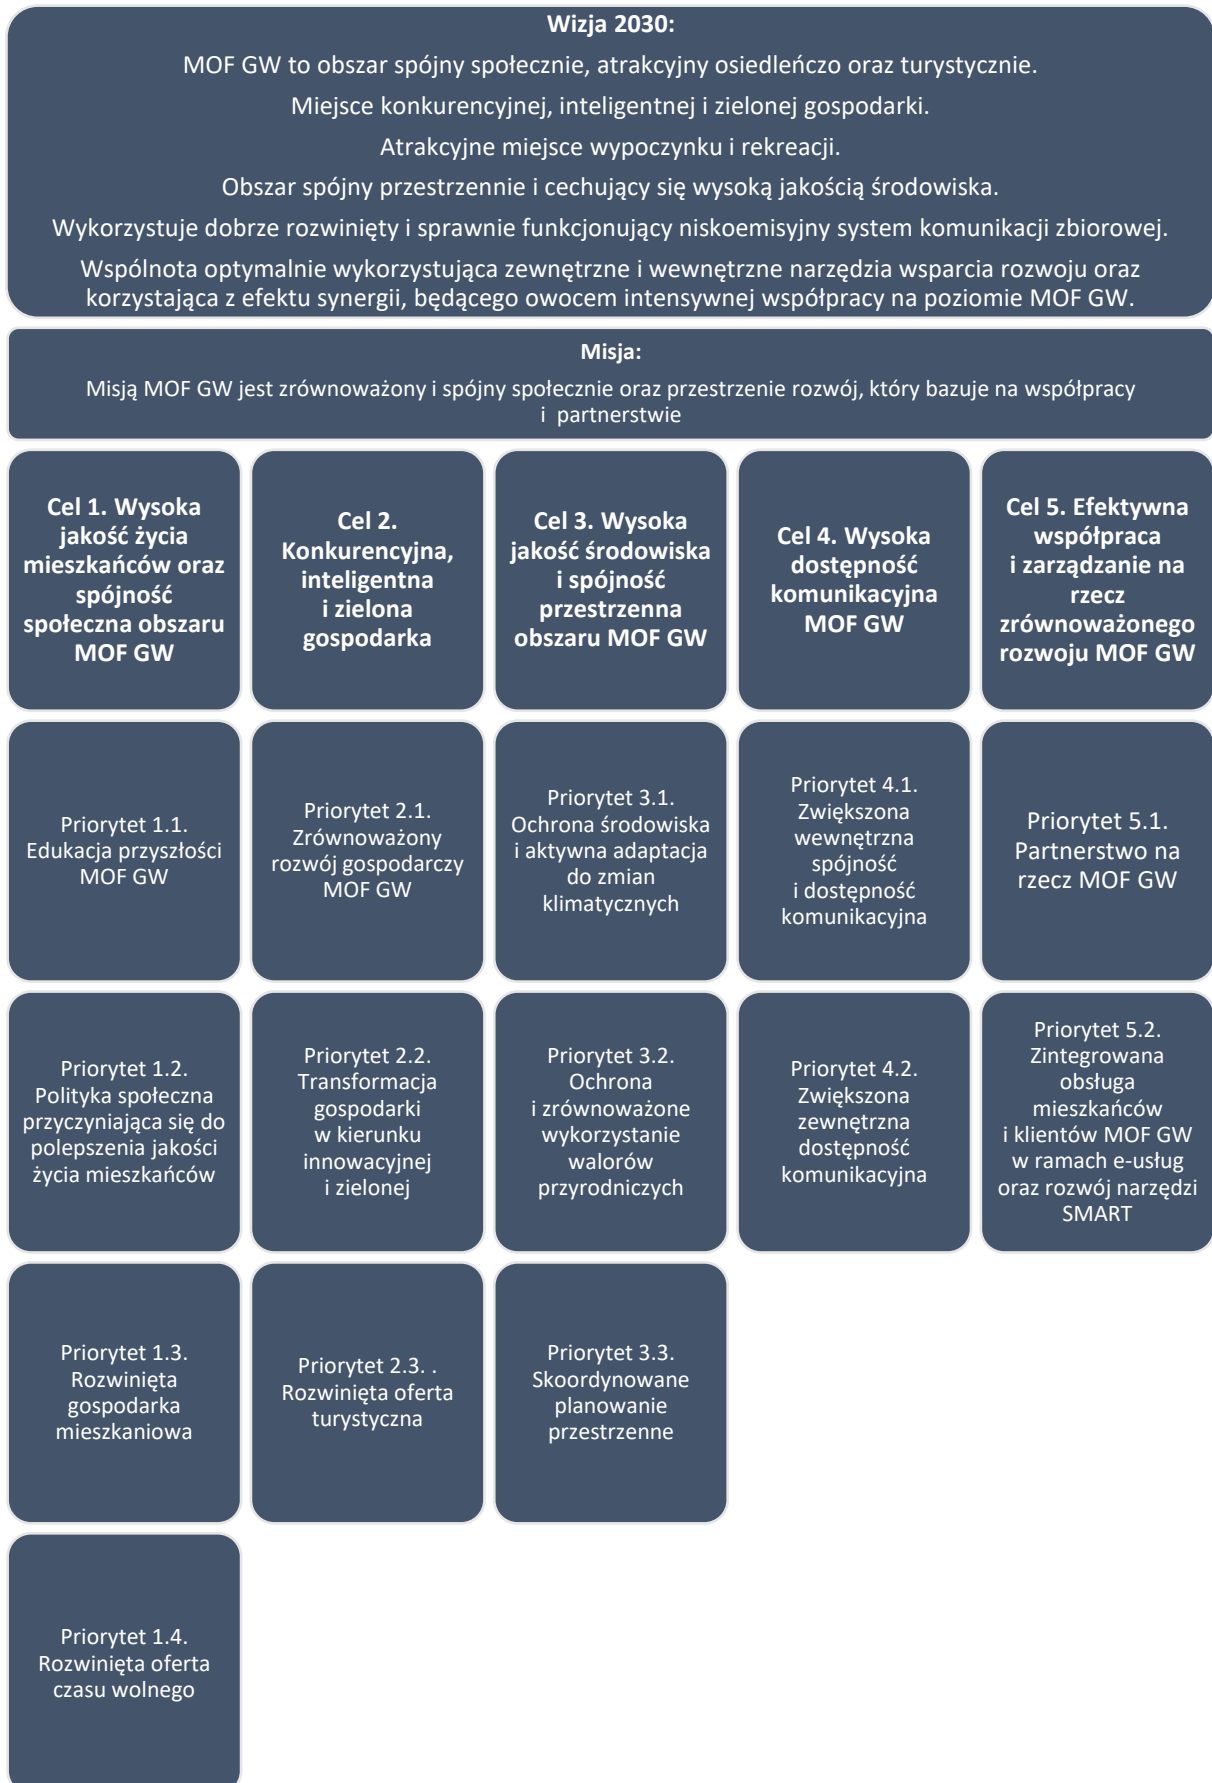 Wizja 2030:
MOF GW to obszar spójny społecznie, atrakcyjny osiedleńczo oraz turystycznie.
Miejsce konkurencyjnej, inteligentnej i zielonej gospodarki.
Atrakcyjne miejsce wypoczynku i rekreacji.
Obszar spójny przestrzennie i cechujący się wysoką jakością środowiska.
Wykorzystuje dobrze rozwinięty i sprawnie funkcjonujący niskoemisyjny system komunikacji zbiorowej.
Wspólnota optymalnie wykorzystująca zewnętrzne i wewnętrzne narzędzia wsparcia rozwoju oraz
korzystająca z efektu synergii, będącego owocem intensywnej współpracy na poziomie MOF GW.
Misja:
Misją MOF GW jest zrównoważony i spójny społecznie oraz przestrzenie rozwój, który bazuje na współpracy
i partnerstwie
Cel 1. Wysoka
jakość życia
mieszkańców oraz
spójność
społeczna obszaru
MOF GW
Cel 2.
Konkurencyjna,
inteligentna
i zielona
gospodarka
Cel 3. Wysoka
jakość środowiska
i spójność
przestrzenna
obszaru MOF GW
Cel 4. Wysoka
dostępność
komunikacyjna
MOF GW
Cel 5. Efektywna
współpraca
i zarządzanie na
rzecz
zrównoważonego
rozwoju MOF GW
Priorytet 1.1.
Edukacja przyszłości
MOF GW
Priorytet 2.1.
Zrównoważony
rozwój gospodarczy
MOF GW
Priorytet 3.1.
Ochrona środowiska
i aktywna adaptacja
do zmian
klimatycznych
Priorytet 4.1.
Zwiększona
wewnętrzna
spójność
i dostępność
komunikacyjna
Priorytet 5.1.
Partnerstwo na
rzecz MOF GW
Priorytet 1.2.
Polityka społeczna
przyczyniająca się do
polepszenia jakości
życia mieszkańców
Priorytet 2.2.
Transformacja
gospodarki
w kierunku
innowacyjnej
i zielonej
Priorytet 3.2.
Ochrona
i zrównoważone
wykorzystanie
walorów
przyrodniczych
Priorytet 4.2.
Zwiększona
zewnętrzna
dostępność
komunikacyjna
Priorytet 5.2.
Zintegrowana
obsługa
mieszkańców
i klientów MOF GW
w ramach e-usług
oraz rozwój narzędzi
SMART
Priorytet 1.3.
Rozwinięta
gospodarka
mieszkaniowa
Priorytet 2.3. .
Rozwinięta oferta
turystyczna
Priorytet 3.3.
Skoordynowane
planowanie
przestrzenne
Priorytet 1.4.
Rozwinięta oferta
czasu wolnego